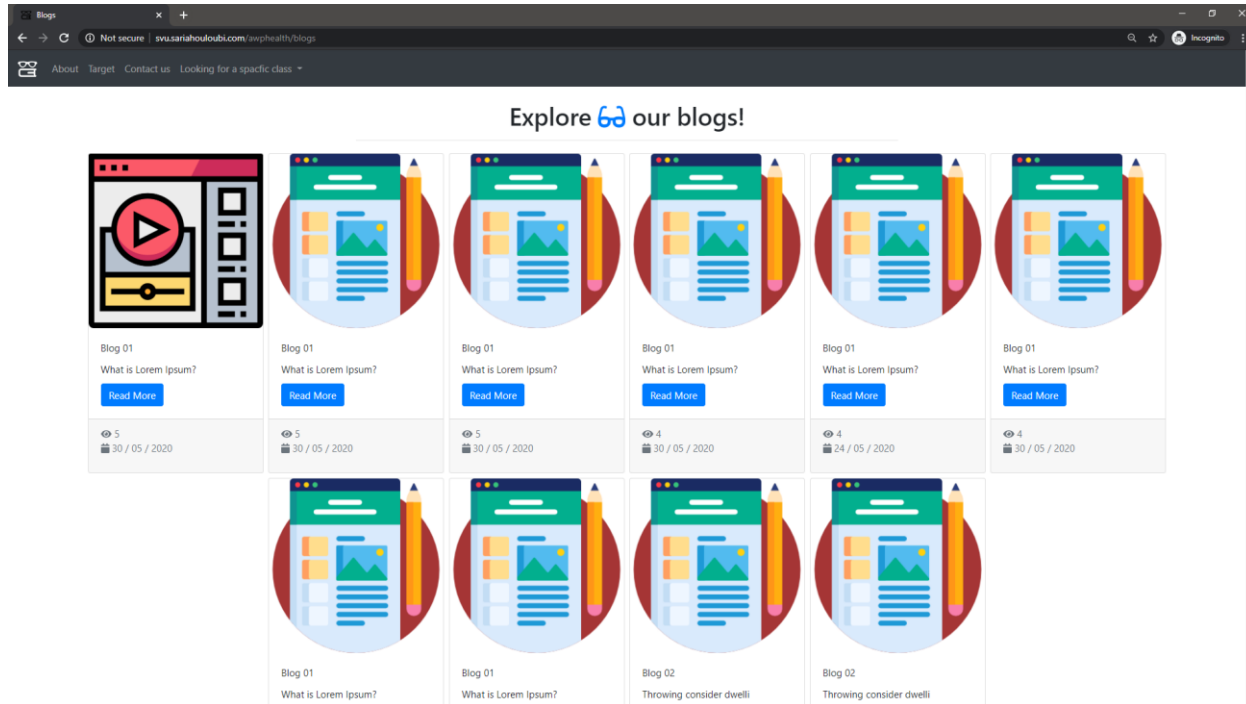 Blogs
Not secure | svu.sariahouloubi.com/awphealth/blogs
Incognito
About Target Contact us Looking for a spacfic class
Explore our blogs!
Blog 01 Blog 01 Blog 01 Blog 01 Blog 01 Blog 01
What is Lorem Ipsum? What is Lorem Ipsum? What is Lorem Ipsum? What is Lorem Ipsum? What is Lorem Ipsum? What is Lorem Ipsum?
Read More Read More Read More Read More Read More Read More
5 5 5 4 4 4
30 / 05 / 2020 30 / 05 / 2020 30 / 05 / 2020 30 / 05 / 2020 24 / 05 / 2020 30 / 05 / 2020
Blog 01 Blog 01 Blog 02 Blog 02
What is Lorem Ipsum? What is Lorem Ipsum? Throwing consider dwelli Throwing consider dwelli